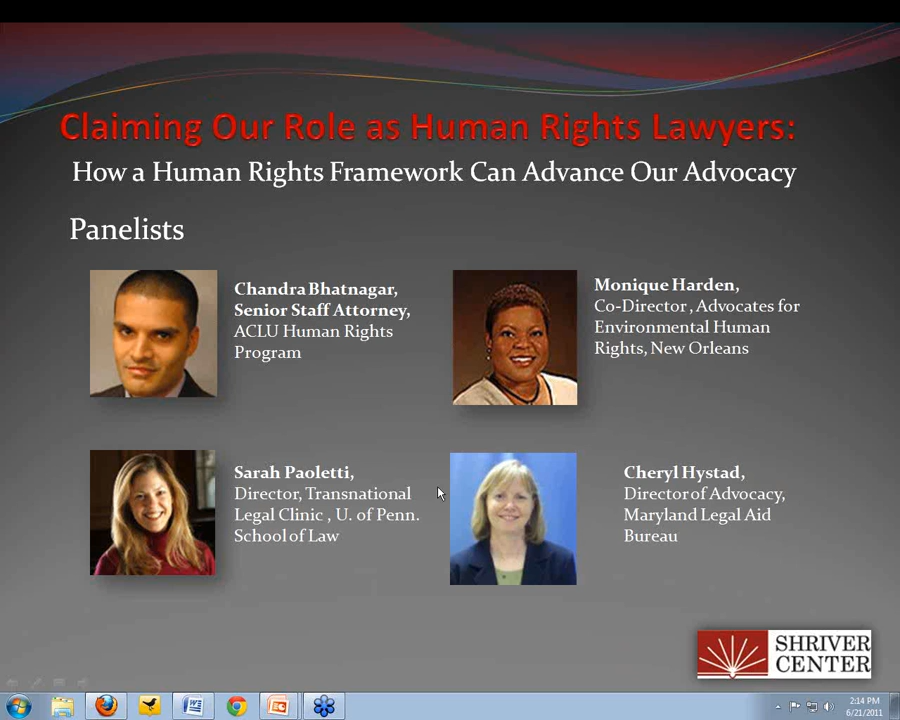 Claiming Our Role as Human Rights Lawyers:
How a Human Rights Framework Can Advance Our Advocacy
Panelists
Chandra Bhatnagar,
Senior Staff Attorney,
ACLU Human Rights
Program
Monique Harden,
Co-Director , Advocates for
Environmental Human
Rights, New Orleans
Sarah Paoletti,
Director, Transnational
Legal Clinic , U. of Penn.
School of Law
Cheryl Hystad,
Director of Advocacy,
Maryland Legal Aid
Bureau
SHRIVER
CENTER
2:14 PM
6/21/2011